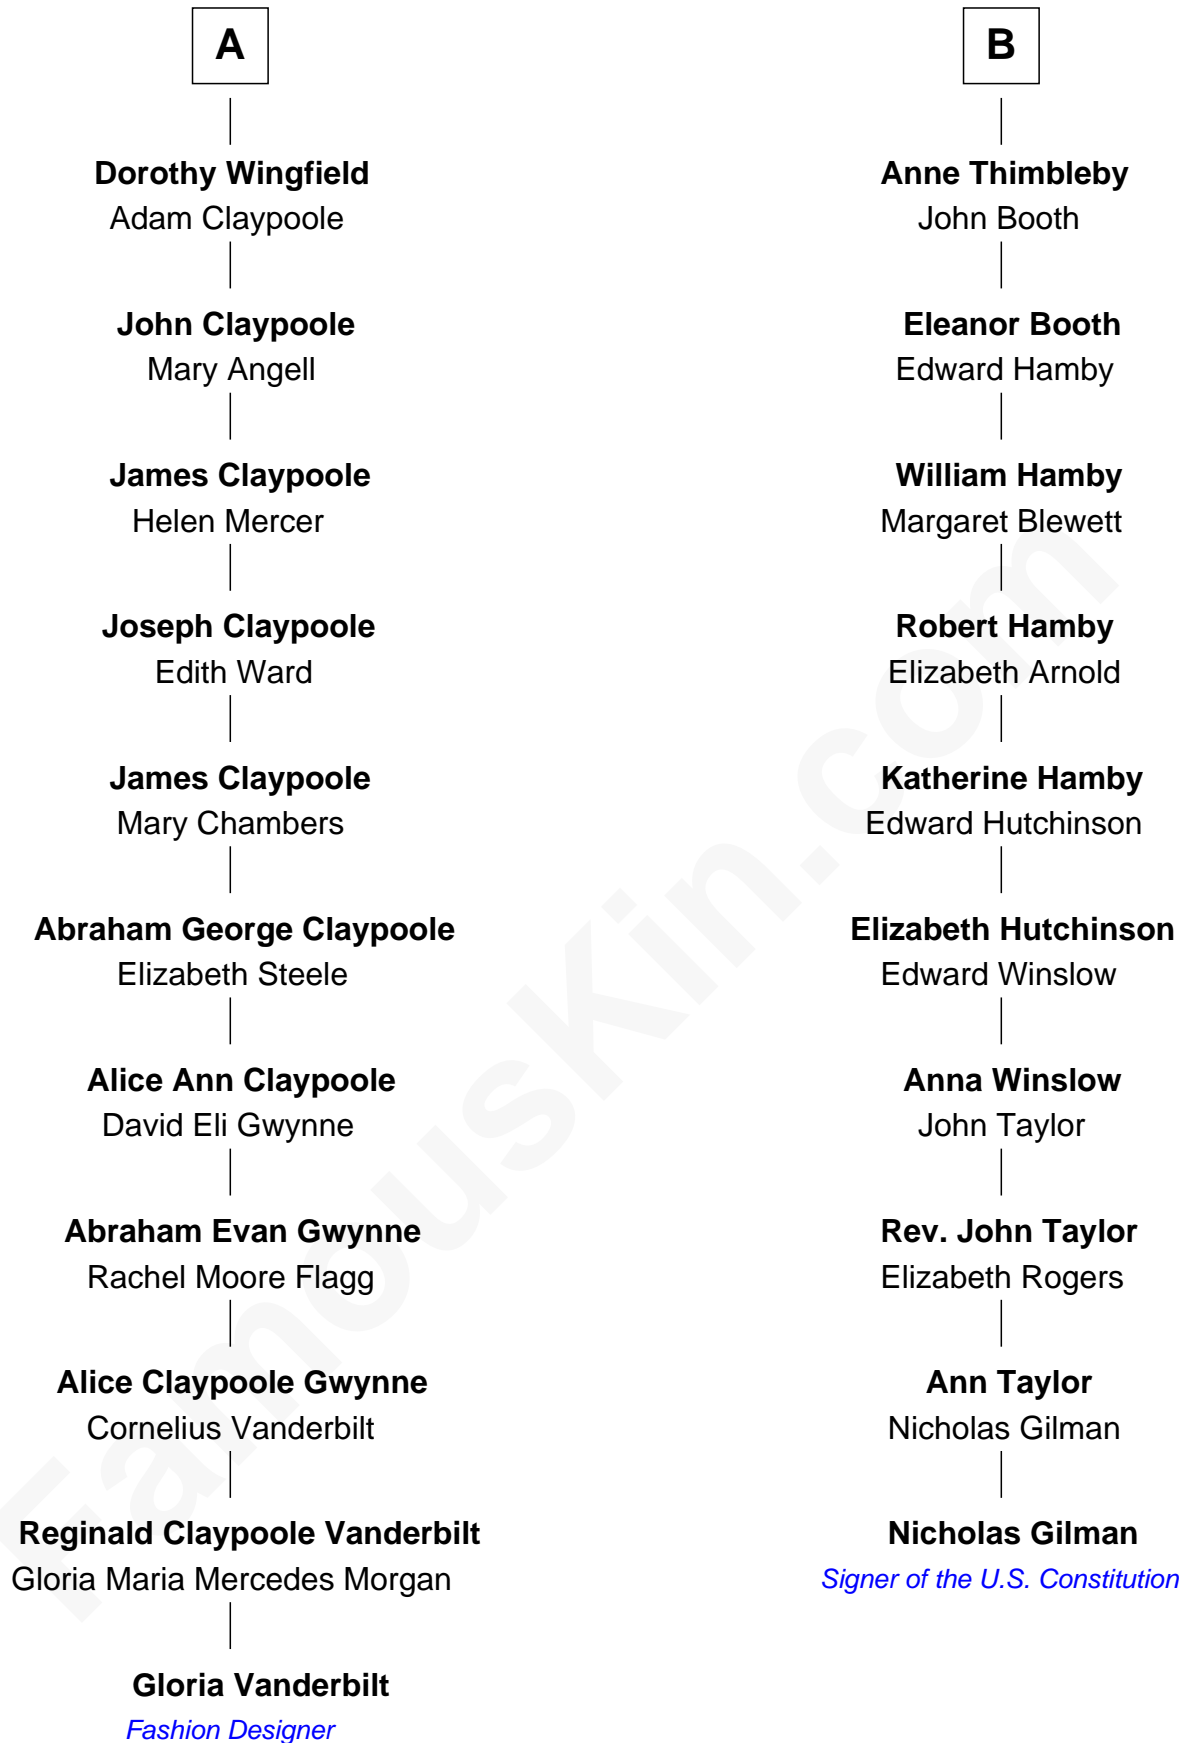 A
Dorothy Wingfield
Adam Claypoole
John Claypoole
Mary Angell
James Claypoole
Helen Mercer
Joseph Claypoole
Edith Ward
James Claypoole
Mary Chambers
Abraham George Claypoole
Elizabeth Steele
Alice Ann Claypoole
David Eli Gwynne
Abraham Evan Gwynne
Rachel Moore Flagg
Alice Claypoole Gwynne
Cornelius Vanderbilt
Reginald Claypoole Vanderbilt
Gloria Maria Mercedes Morgan
Gloria Vanderbilt
Fashion Designer
B
Anne Thimbleby
John Booth
Eleanor Booth
Edward Hamby
William Hamby
Margaret Blewett
Robert Hamby
Elizabeth Arnold
Katherine Hamby
Edward Hutchinson
Elizabeth Hutchinson
Edward Winslow
Anna Winslow
John Taylor
Rev. John Taylor
Elizabeth Rogers
Ann Taylor
Nicholas Gilman
Nicholas Gilman
Signer of the U.S. Constitution
FamousKin.com